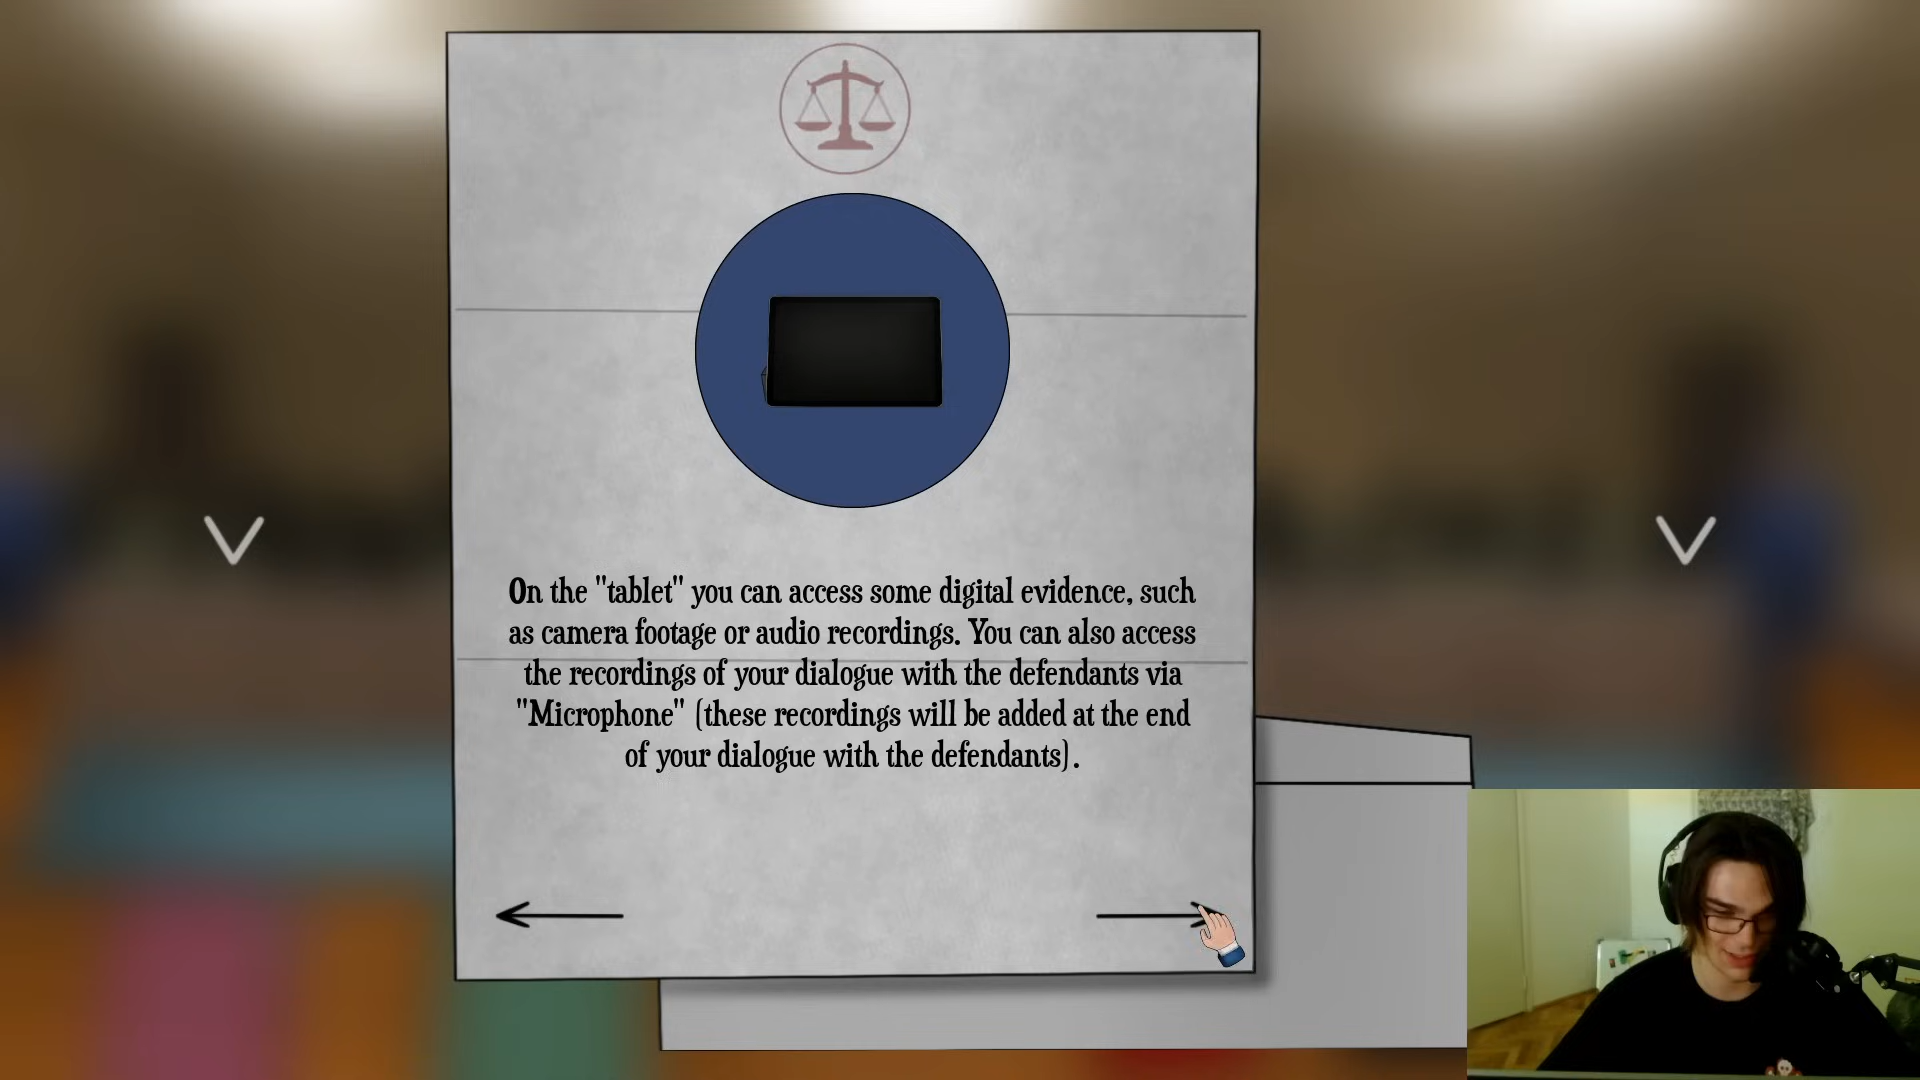 On the "tablet" you can access some digital evidence, such
as camera footage or audio recordings. You can also access
the recordings of your dialogue with the defendants via
"Microphone" (these recordings will be added at the end
of your dialogue with the defendants).